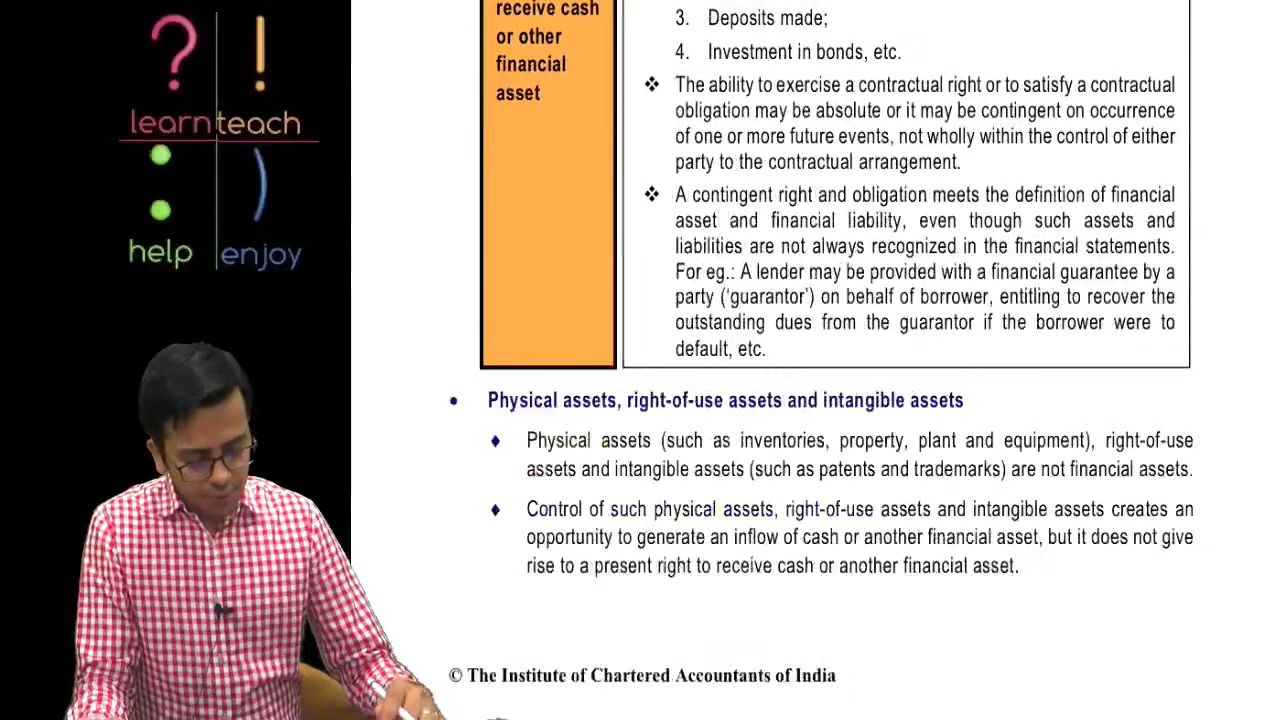 ?
!
learn teach
help enjoy
receive cash
or other
financial
asset
3. Deposits made;
4. Investment in bonds, etc.
❖ The ability to exercise a contractual right or to satisfy a contractual
obligation may be absolute or it may be contingent on occurrence
of one or more future events, not wholly within the control of either
party to the contractual arrangement.
❖ A contingent right and obligation meets the definition of financial
asset and financial liability, even though such assets and
liabilities are not always recognized in the financial statements.
For eg.: A lender may be provided with a financial guarantee by a
party (‘guarantor’) on behalf of borrower, entitling to recover the
outstanding dues from the guarantor if the borrower were to
default, etc.
• Physical assets, right-of-use assets and intangible assets
♦ Physical assets (such as inventories, property, plant and equipment), right-of-use
assets and intangible assets (such as patents and trademarks) are not financial assets.
♦ Control of such physical assets, right-of-use assets and intangible assets creates an
opportunity to generate an inflow of cash or another financial asset, but it does not give
rise to a present right to receive cash or another financial asset.
© The Institute of Chartered Accountants of India